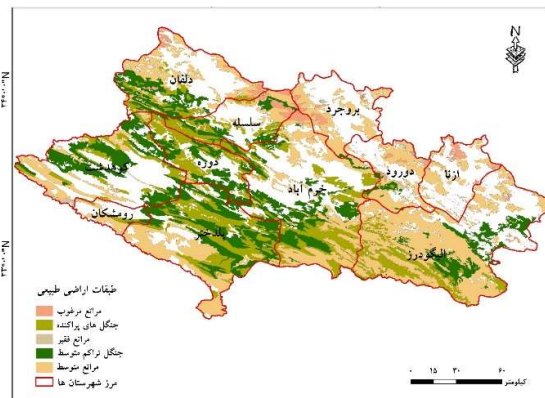 N
دلفان
بروجرد
سلسله
کوهدشت
دوره
خرم آباد
دورود
ازنا
رومشکان
پلدختر
الیگودرز
طبقات اراضی طبیعی
مراتع مرغوب
جنگل های پراکنده
مراتع فقیر
جنگل تراکم متوسط
مراتع متوسط
مرز شهرستان ها
۰ ۱۵ ۳۰ ۶۰
کیلومتر